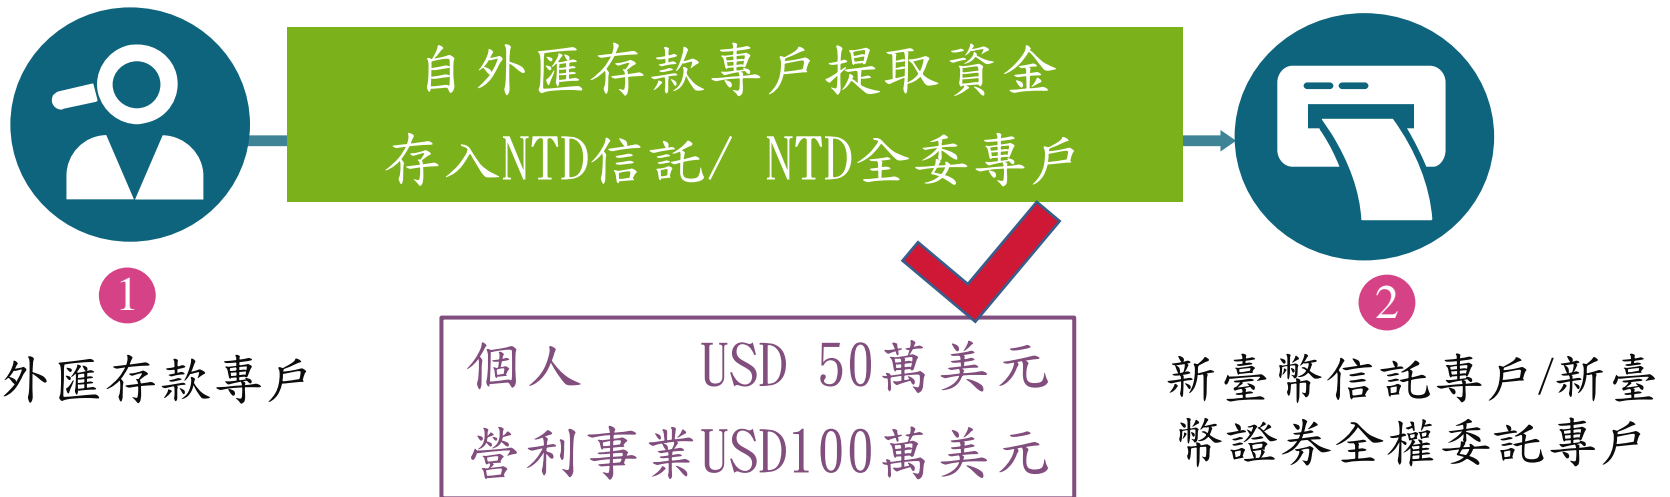 自外匯存款專戶提取資金
存入NTD信託/ NTD全委專戶
1
外匯存款專戶
個人 USD 50萬美元
營利事業USD100萬美元
2
新臺幣信託專戶/新臺
幣證券全權委託專戶